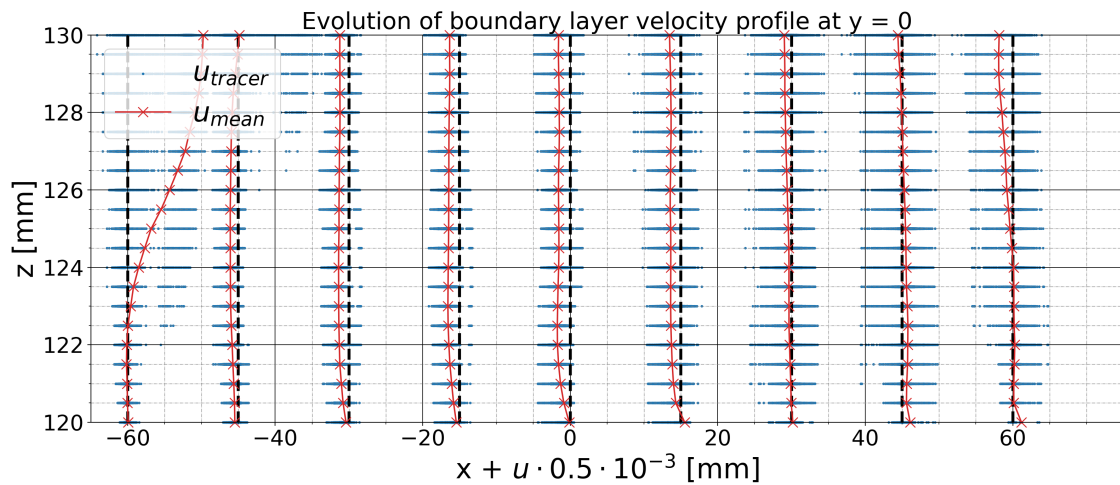 Evolution of boundary layer velocity profile at y = 0
130
128
126
124
122
120
z [mm]
u_tracer
u_mean
−60
−40
−20
0
20
40
60
x + u · 0.5 · 10⁻³ [mm]